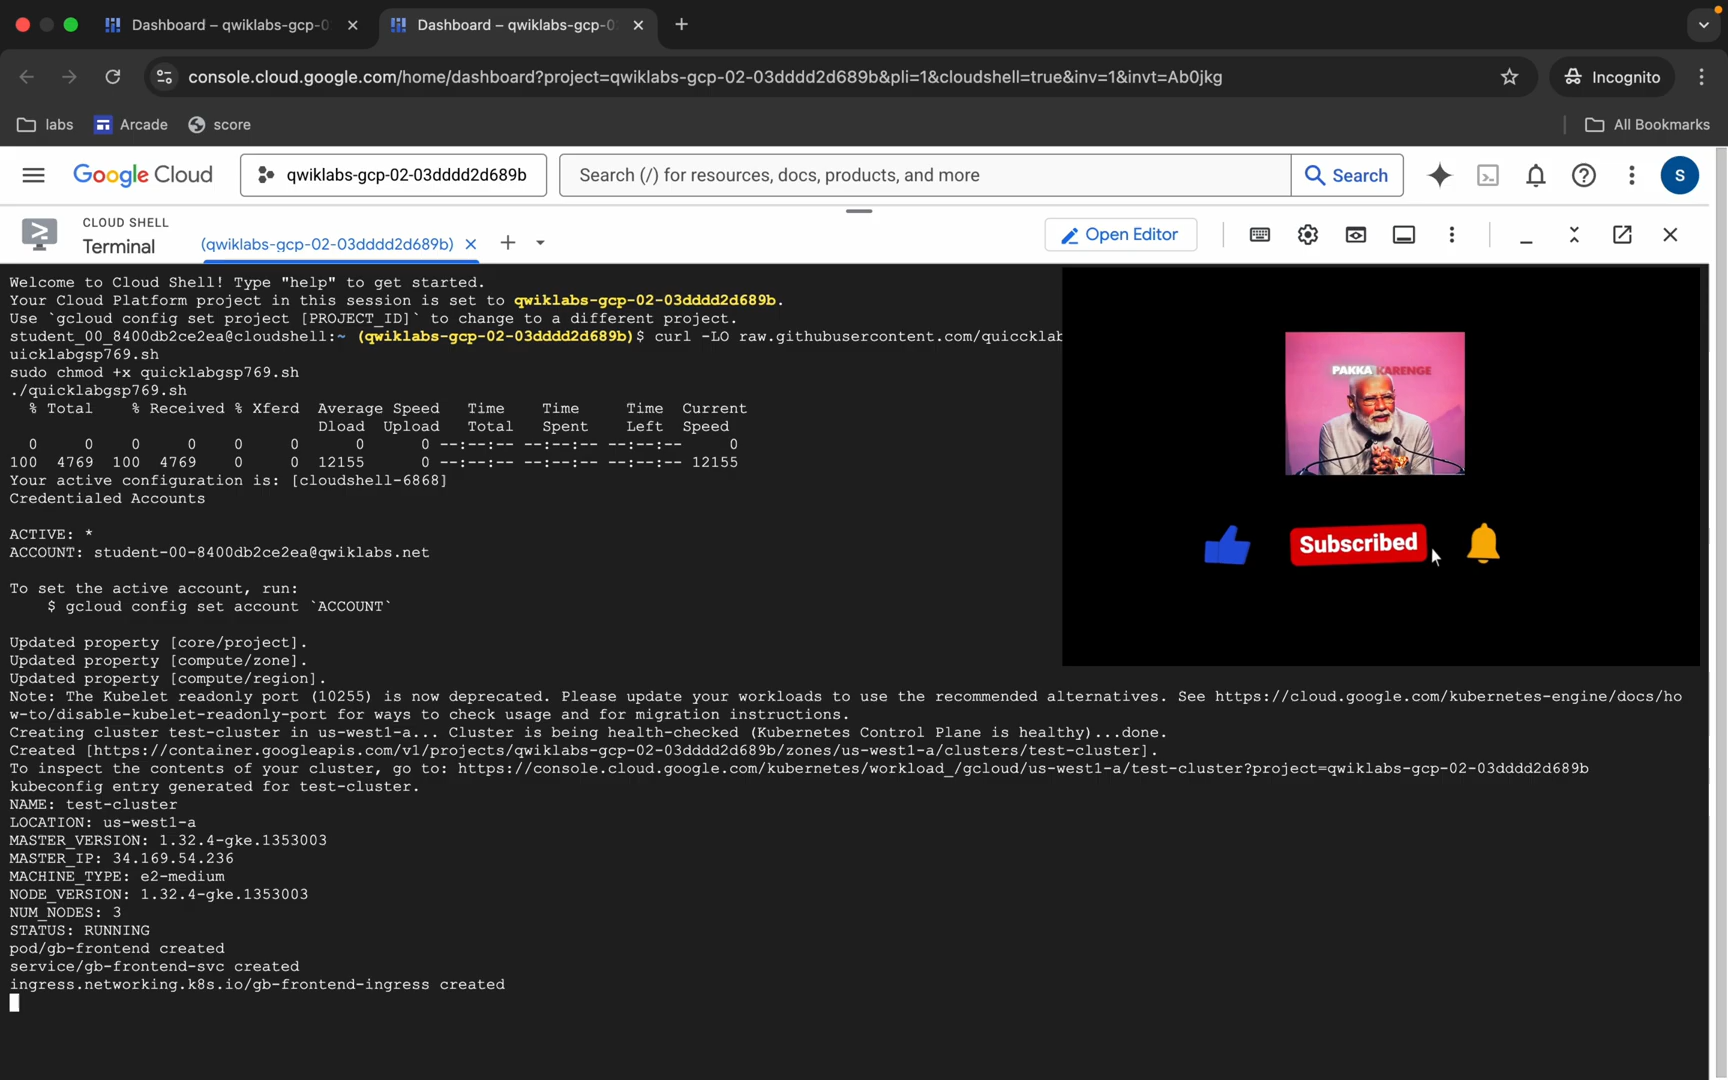 Dashboard – qwiklabs-gcp-0
Dashboard – qwiklabs-gcp-0
console.cloud.google.com/home/dashboard?project=qwiklabs-gcp-02-03dddd2d689b&pli=1&cloudshell=true&inv=1&invt=Ab0jkg
Incognito
labs
Arcade
score
All Bookmarks
Google Cloud
qwiklabs-gcp-02-03dddd2d689b
Search (/) for resources, docs, products, and more
Search
S
CLOUD SHELL
Terminal
(qwiklabs-gcp-02-03dddd2d689b)
Open Editor
Welcome to Cloud Shell! Type "help" to get started.
Your Cloud Platform project in this session is set to qwiklabs-gcp-02-03dddd2d689b.
Use `gcloud config set project [PROJECT_ID]` to change to a different project.
student_00_8400db2ce2ea@cloudshell:~ (qwiklabs-gcp-02-03dddd2d689b)$ curl -LO raw.githubusercontent.com/quiccklab
uicklabgsp769.sh
sudo chmod +x quicklabgsp769.sh
./quicklabgsp769.sh
% Total % Received % Xferd Average Speed Time Time Time Current
Dload Upload Total Spent Left Speed
0 0 0 0 0 0 0 0 --:--:-- --:--:-- --:--:-- 0
100 4769 100 4769 0 0 12155 0 --:--:-- --:--:-- --:--:-- 12155
Your active configuration is: [cloudshell-6868]
Credentialed Accounts
ACTIVE: *
ACCOUNT: student-00-8400db2ce2ea@qwiklabs.net
To set the active account, run:
$ gcloud config set account `ACCOUNT`
Updated property [core/project].
Updated property [compute/zone].
Updated property [compute/region].
Note: The Kubelet readonly port (10255) is now deprecated. Please update your workloads to use the recommended alternatives. See https://cloud.google.com/kubernetes-engine/docs/ho
w-to/disable-kubelet-readonly-port for ways to check usage and for migration instructions.
Creating cluster test-cluster in us-west1-a... Cluster is being health-checked (Kubernetes Control Plane is healthy)...done.
Created [https://container.googleapis.com/v1/projects/qwiklabs-gcp-02-03dddd2d689b/zones/us-west1-a/clusters/test-cluster].
To inspect the contents of your cluster, go to: https://console.cloud.google.com/kubernetes/workload_/gcloud/us-west1-a/test-cluster?project=qwiklabs-gcp-02-03dddd2d689b
kubeconfig entry generated for test-cluster.
NAME: test-cluster
LOCATION: us-west1-a
MASTER_VERSION: 1.32.4-gke.1353003
MASTER_IP: 34.169.54.236
MACHINE_TYPE: e2-medium
NODE_VERSION: 1.32.4-gke.1353003
NUM_NODES: 3
STATUS: RUNNING
pod/gb-frontend created
service/gb-frontend-svc created
ingress.networking.k8s.io/gb-frontend-ingress created
PAKKA KARENGE
Subscribed